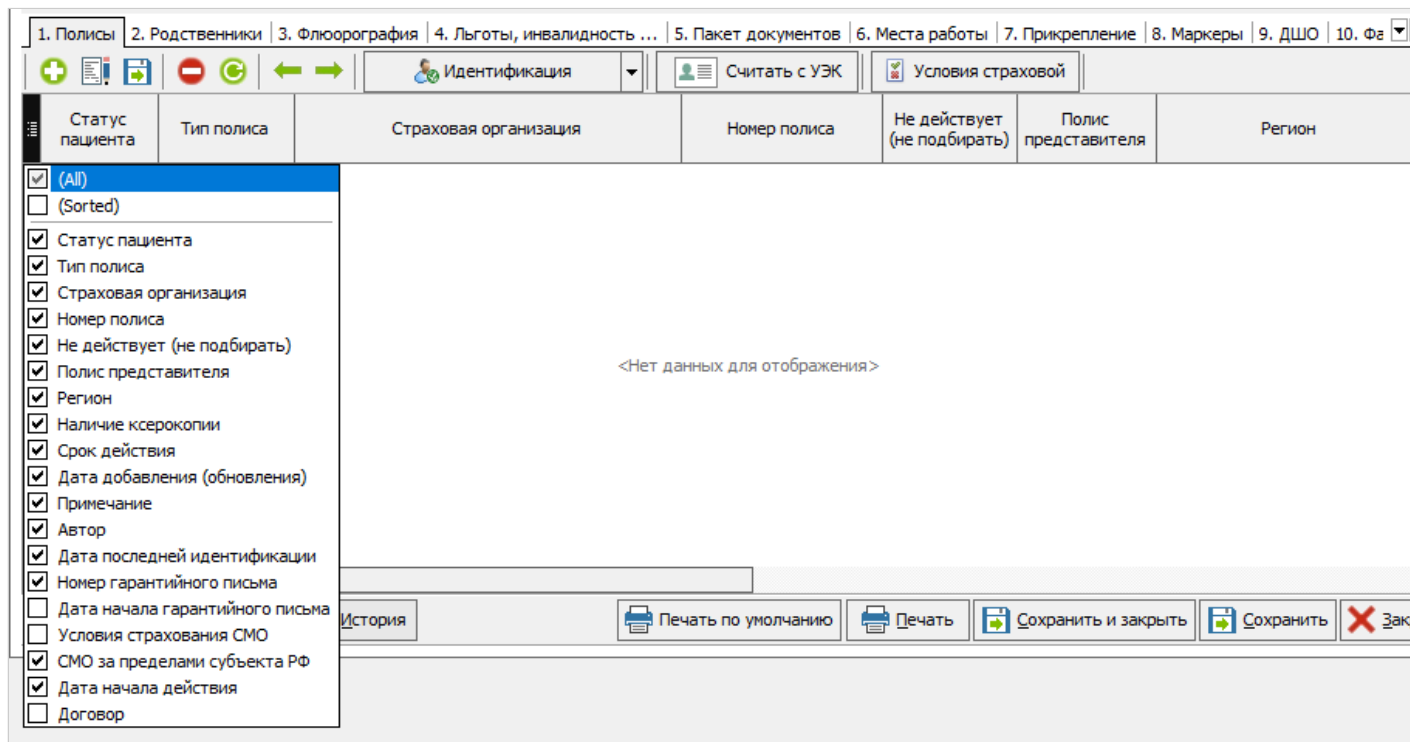 1. Полисы 2. Родственники 3. Флюорография 4. Льготы, инвалидность ... 5. Пакет документов 6. Места работы 7. Прикрепление 8. Маркеры 9. ДШО 10. Фа
Идентификация Считать с УЭК Условия страховой
Статус пациента Тип полиса Страховая организация Номер полиса Не действует (не подбирать) Полис представителя Регион
(All)
(Sorted)
Статус пациента
Тип полиса
Страховая организация
Номер полиса
Не действует (не подбирать)
Полис представителя
<Нет данных для отображения>
Регион
Наличие ксерокопии
Срок действия
Дата добавления (обновления)
Примечание
Автор
Дата последней идентификации
Номер гарантийного письма
Дата начала гарантийного письма
Условия страхования СМО
СМО за пределами субъекта РФ
Дата начала действия
Договор
История Печать по умолчанию Печать Сохранить и закрыть Сохранить Зак